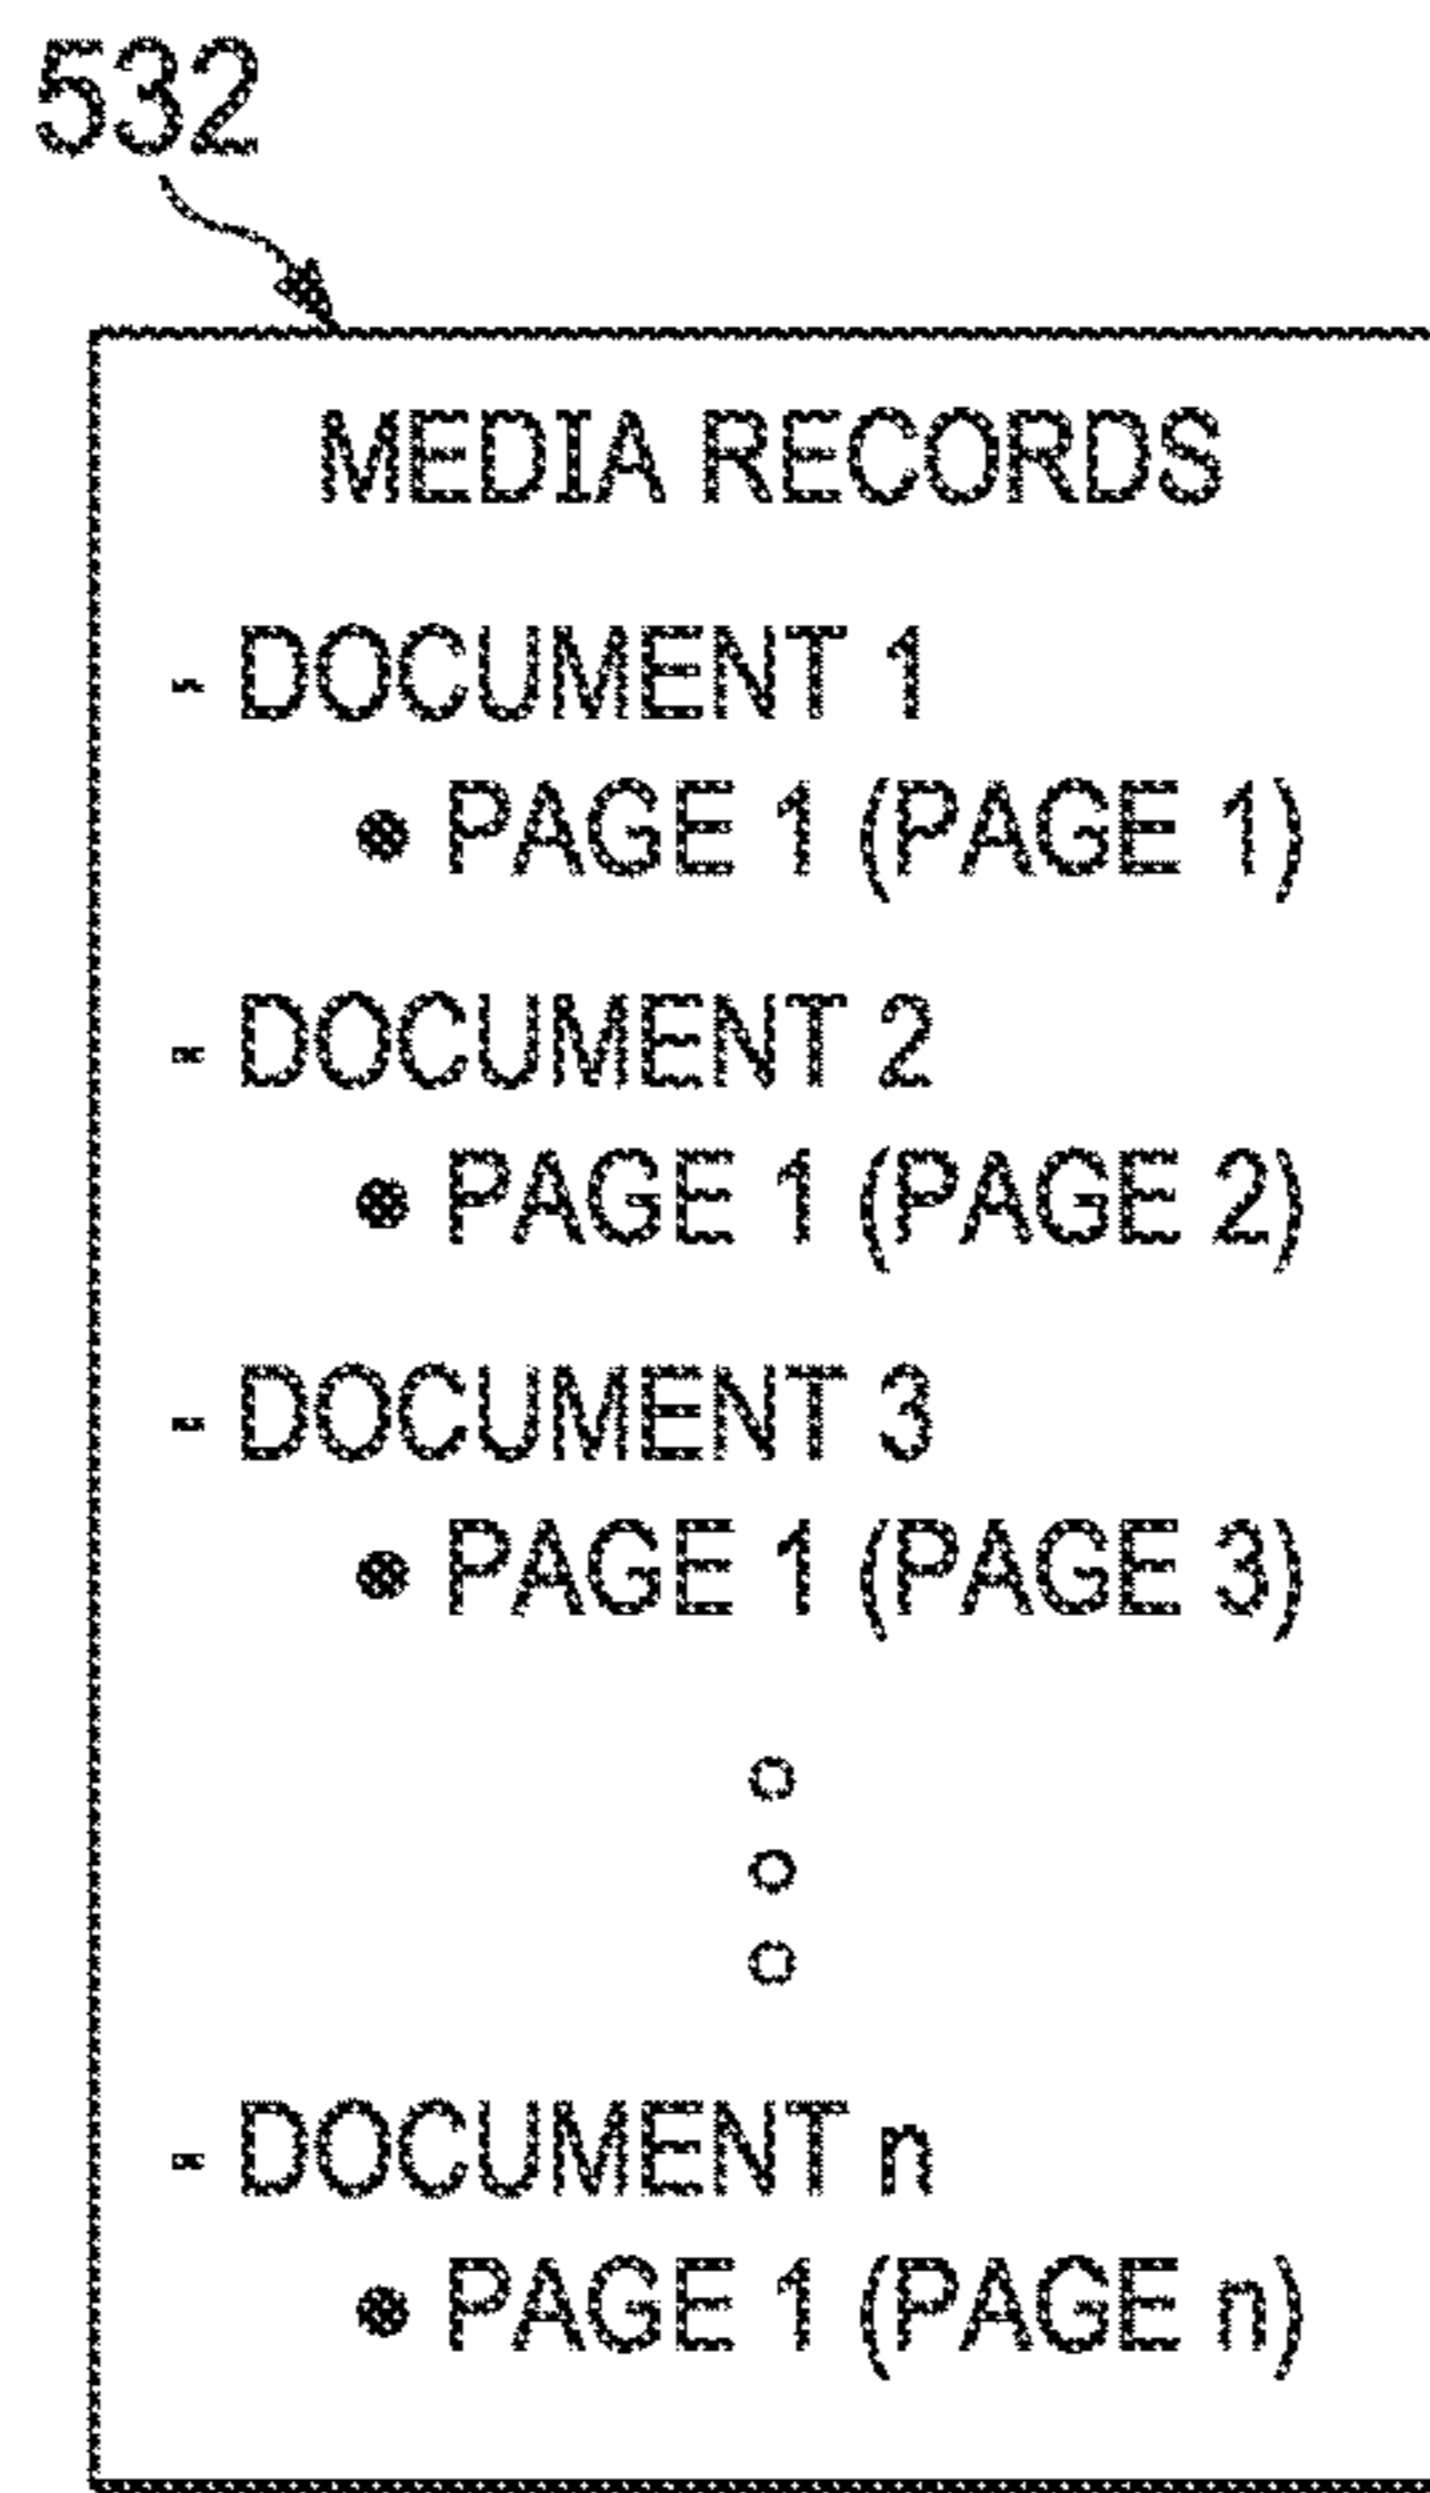 532
MEDIA RECORDS
- DOCUMENT 1
● PAGE 1 (PAGE 1)
- DOCUMENT 2
● PAGE 1 (PAGE 2)
- DOCUMENT 3
● PAGE 1 (PAGE 3)
○
○
○
- DOCUMENT n
● PAGE 1 (PAGE n)